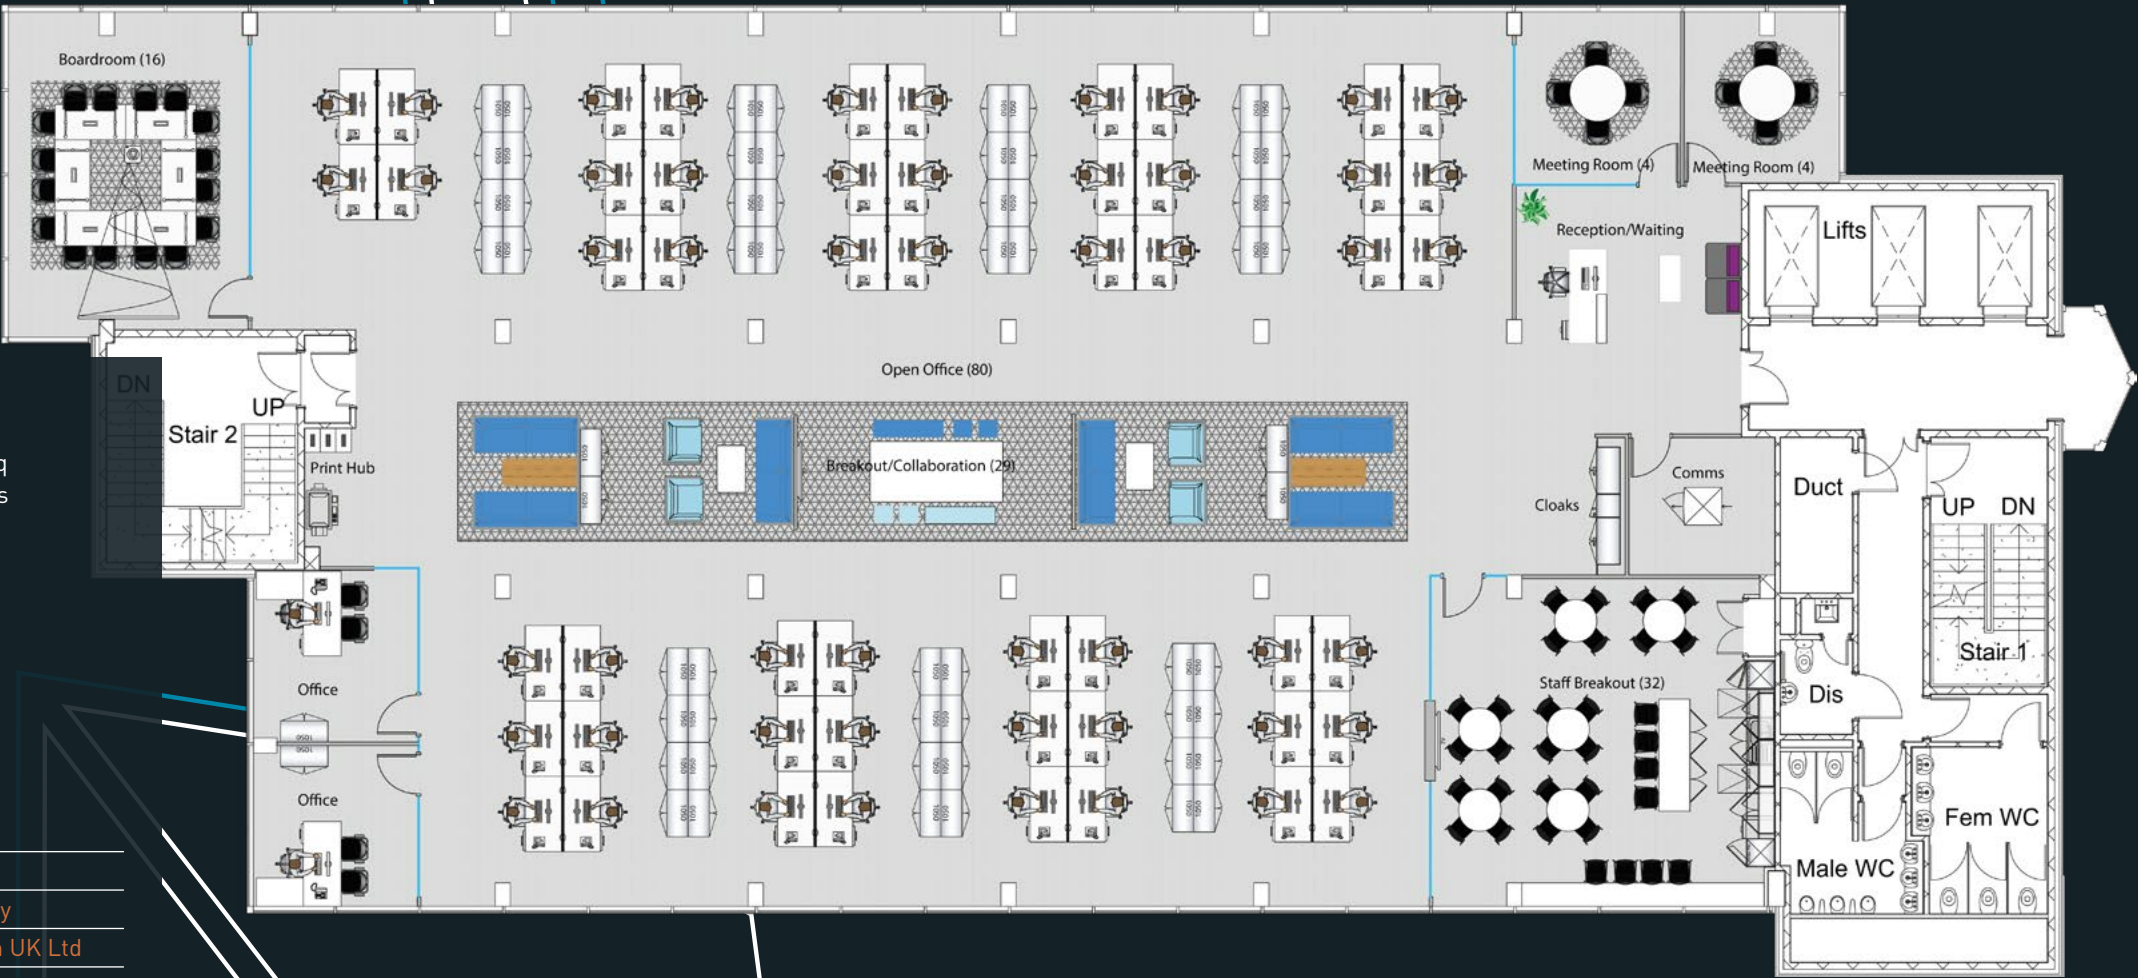 Boardroom (16)
Meeting Room (4)
Meeting Room (4)
Reception/Waiting
Lifts
Open Office (80)
DN
UP
Stair 2
Print Hub
Breakout/Collaboration (29)
Cloaks
Comms
Duct
UP
DN
Stair 1
Office
Staff Breakout (32)
Dis
Office
Fem WC
Male WC
q
s
y
UK Ltd